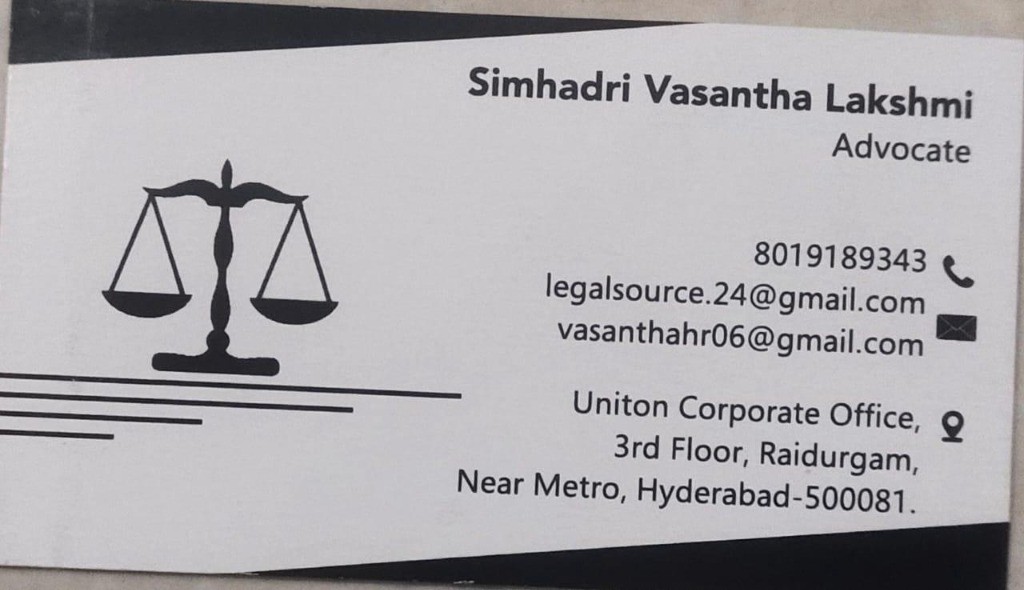 Simhadri Vasantha Lakshmi
Advocate
8019189343
legalsource.24@gmail.com
vasanthahr06@gmail.com
Uniton Corporate Office,
3rd Floor, Raidurgam,
Near Metro, Hyderabad-500081.